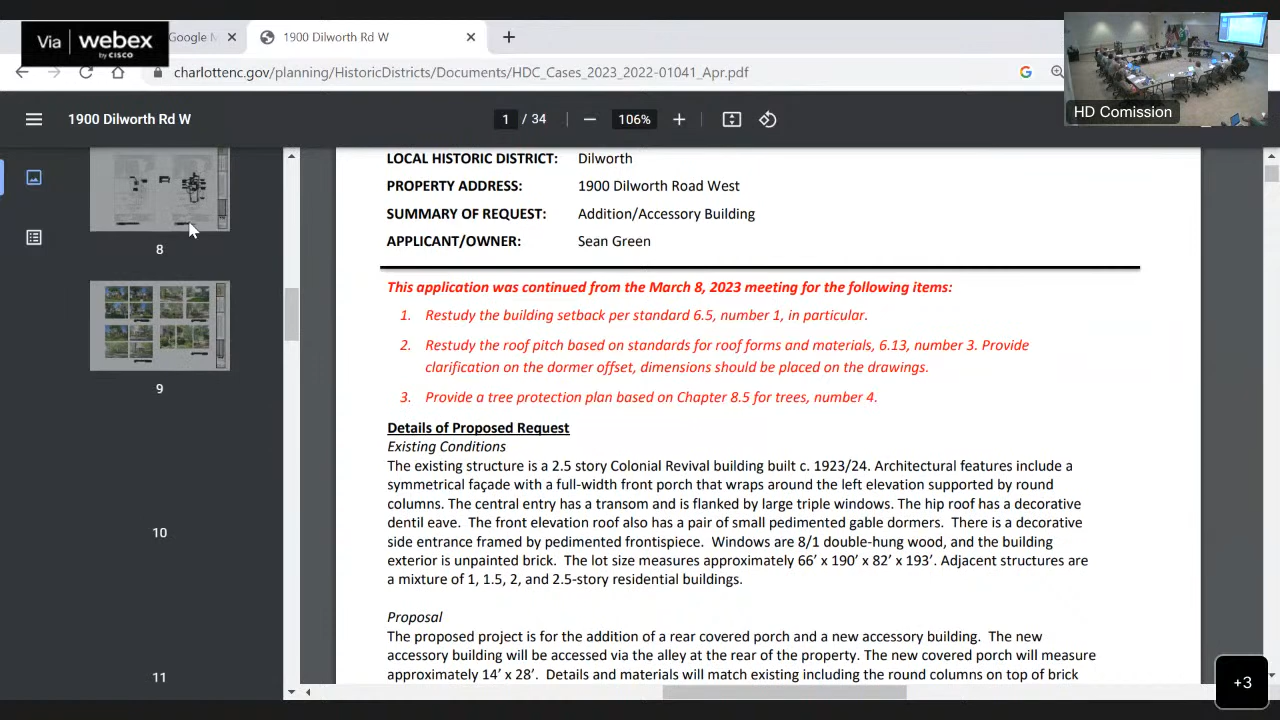 Via webex
by CISCO
Google M
1900 Dilworth Rd W
charlottenc.gov/planning/HistoricDistricts/Documents/HDC_Cases_2023_2022-01041_Apr.pdf
HD Comission
1900 Dilworth Rd W
1 / 34
106%
8
9
10
11
LOCAL HISTORIC DISTRICT: Dilworth
PROPERTY ADDRESS: 1900 Dilworth Road West
SUMMARY OF REQUEST: Addition/Accessory Building
APPLICANT/OWNER: Sean Green
This application was continued from the March 8, 2023 meeting for the following items:
1. Restudy the building setback per standard 6.5, number 1, in particular.
2. Restudy the roof pitch based on standards for roof forms and materials, 6.13, number 3. Provide
clarification on the dormer offset, dimensions should be placed on the drawings.
3. Provide a tree protection plan based on Chapter 8.5 for trees, number 4.
Details of Proposed Request
Existing Conditions
The existing structure is a 2.5 story Colonial Revival building built c. 1923/24. Architectural features include a
symmetrical façade with a full-width front porch that wraps around the left elevation supported by round
columns. The central entry has a transom and is flanked by large triple windows. The hip roof has a decorative
dentil eave. The front elevation roof also has a pair of small pedimented gable dormers. There is a decorative
side entrance framed by pedimented frontispiece. Windows are 8/1 double-hung wood, and the building
exterior is unpainted brick. The lot size measures approximately 66’ x 190’ x 82’ x 193’. Adjacent structures are
a mixture of 1, 1.5, 2, and 2.5-story residential buildings.
Proposal
The proposed project is for the addition of a rear covered porch and a new accessory building. The new
accessory building will be accessed via the alley at the rear of the property. The new covered porch will measure
approximately 14’ x 28’. Details and materials will match existing including the round columns on top of brick
+3